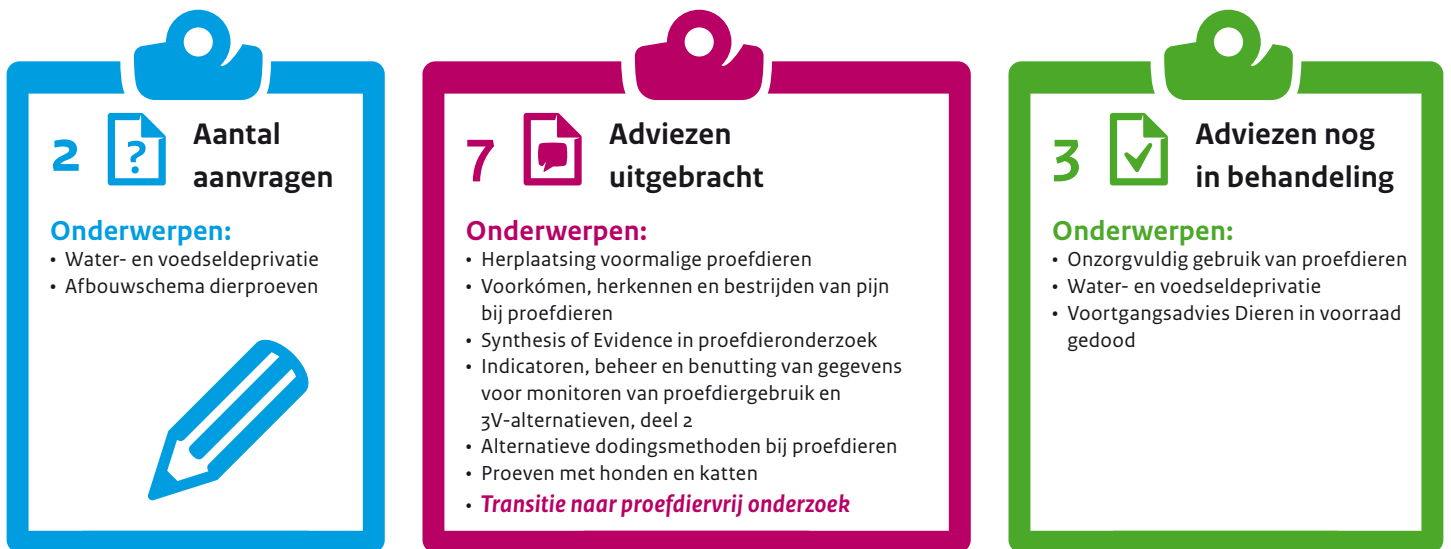 2
?
Aantal
aanvragen
Onderwerpen:
• Water- en voedseldeprivatie
• Afbouwschema dierproeven
7
Adviezen
uitgebracht
Onderwerpen:
• Herplaatsing voormalige proefdieren
• Voorkómen, herkennen en bestrijden van pijn
bij proefdieren
• Synthesis of Evidence in proefdieronderzoek
• Indicatoren, beheer en benutting van gegevens
voor monitoren van proefdiergebruik en
3V-alternatieven, deel 2
• Alternatieve dodingsmethoden bij proefdieren
• Proeven met honden en katten
• Transitie naar proefdiervrij onderzoek
3
Adviezen nog
in behandeling
Onderwerpen:
• Onzorgvuldig gebruik van proefdieren
• Water- en voedseldeprivatie
• Voortgangsadvies Dieren in voorraad
gedood